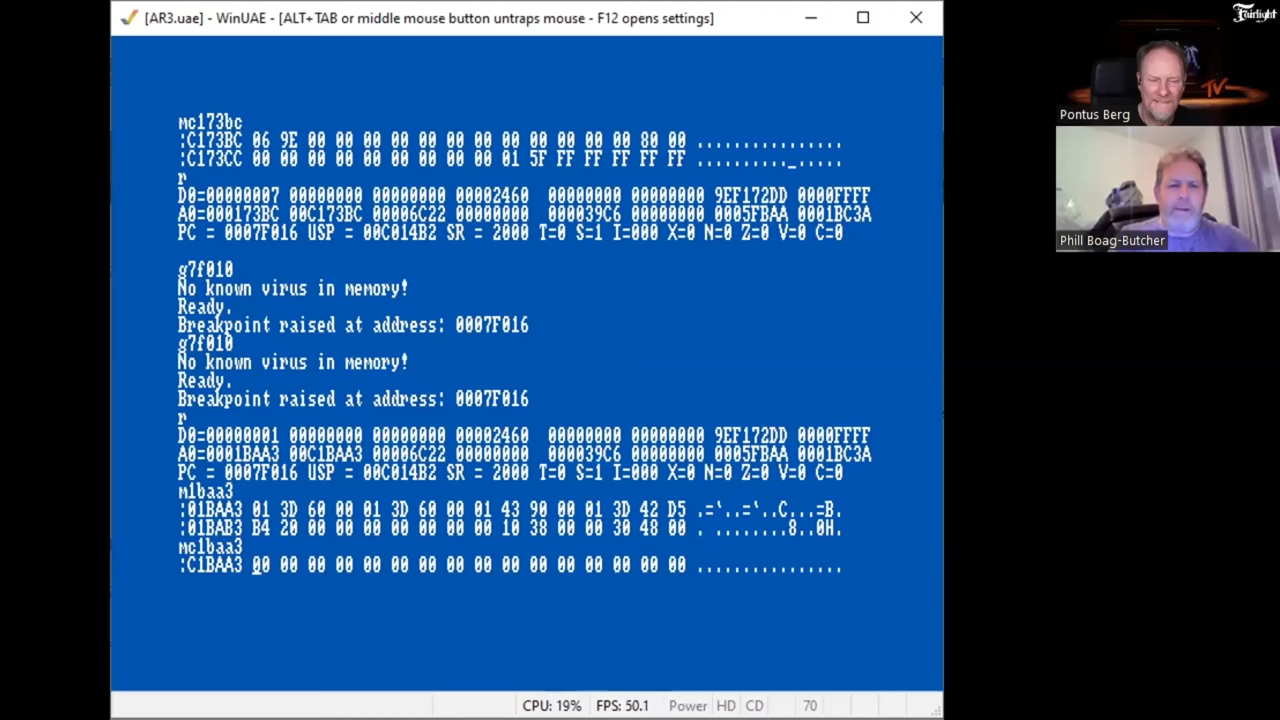 [AR3.uae] - WinUAE - [ALT+TAB or middle mouse button untraps mouse - F12 opens settings]
mc173bc
:C173BC 06 9E 00 00 00 00 00 00 00 00 00 00 00 00 80 00 ................
:C173CC 00 00 00 00 00 00 00 00 00 01 5F FF FF FF FF FF .........._.....
r
D0=00000007 00000000 00000000 00002460 00000000 00000000 9EF172DD 0000FFFF
A0=000173BC 00C173BC 00006C22 00000000 000039C6 00000000 0005FBAA 0001BC3A
PC = 0007F016 USP = 00C014B2 SR = 2000 T=0 S=1 I=000 X=0 N=0 Z=0 V=0 C=0
g7f010
No known virus in memory!
Ready.
Breakpoint raised at address: 0007F016
g7f010
No known virus in memory!
Ready.
Breakpoint raised at address: 0007F016
r
D0=00000001 00000000 00000000 00002460 00000000 00000000 9EF172DD 0000FFFF
A0=0001BAA3 00C1BAA3 00006C22 00000000 000039C6 00000000 0005FBAA 0001BC3A
PC = 0007F016 USP = 00C014B2 SR = 2000 T=0 S=1 I=000 X=0 N=0 Z=0 V=0 C=0
m1baa3
:01BAA3 01 3D 60 00 01 3D 60 00 01 43 90 00 01 3D 42 D5 .=`..=`..C...=B.
:01BAB3 B4 20 00 00 00 00 00 00 00 10 38 00 00 30 48 00 . ........8..0H.
mc1baa3
:C1BAA3 00 00 00 00 00 00 00 00 00 00 00 00 00 00 00 00 ................
CPU: 19% FPS: 50.1 Power HD CD 70
Fairlight
TV
Pontus Berg
Phill Boag-Butcher